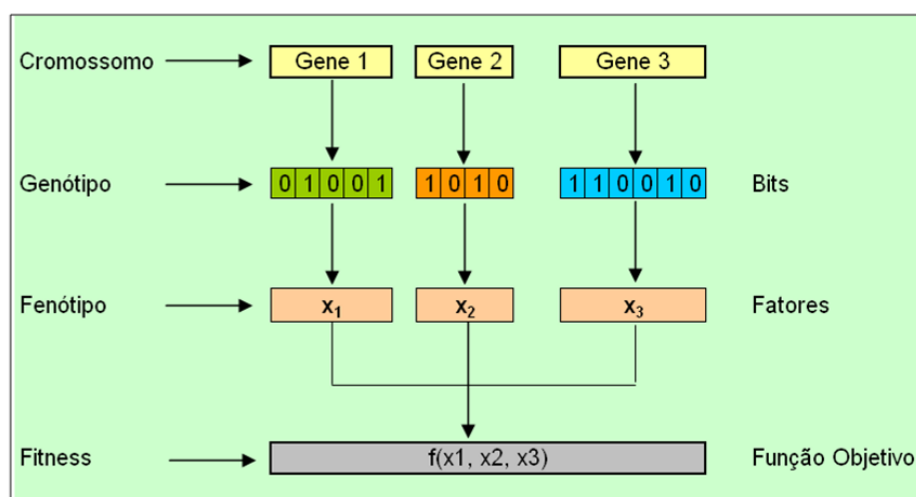 Cromossomo Gene 1 Gene 2 Gene 3
Genótipo 0 1 0 0 1 1 0 1 0 1 1 0 0 1 0 Bits
Fenótipo x1 x2 x3 Fatores
Fitness f(x1, x2, x3) Função Objetivo